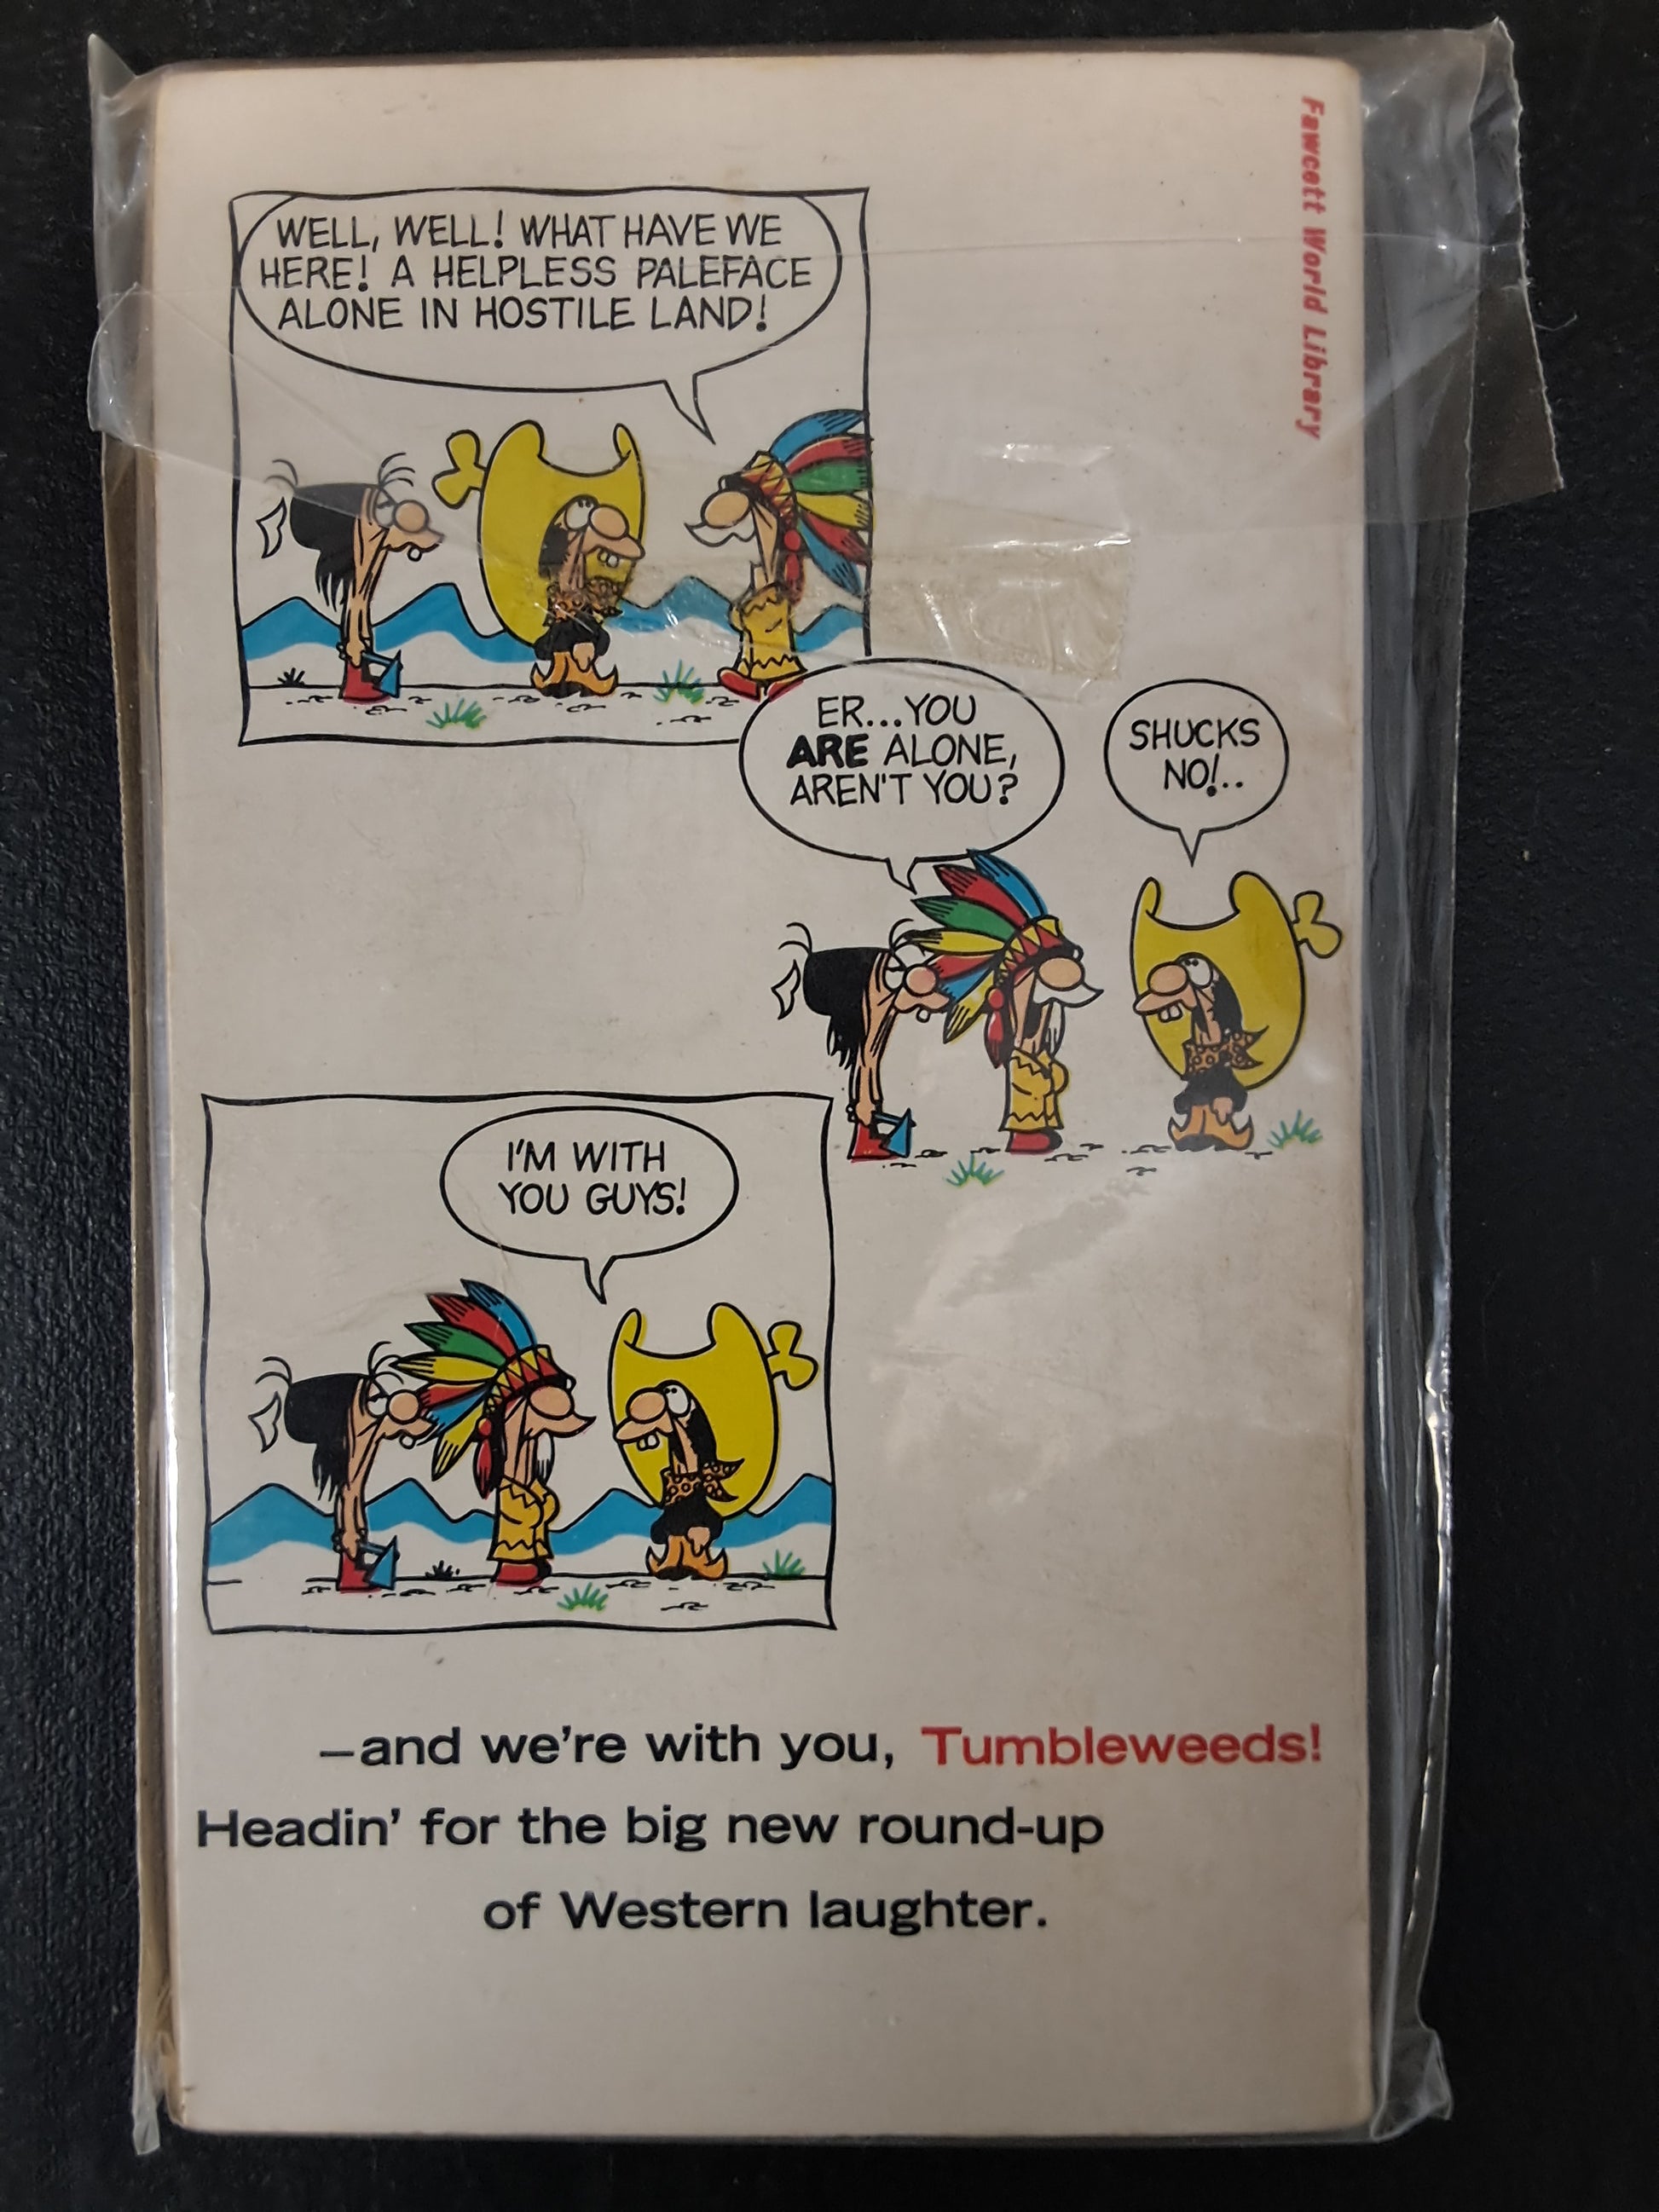 Fawcett World Library
WELL, WELL! WHAT HAVE WE
HERE! A HELPLESS PALEFACE
ALONE IN HOSTILE LAND!
ER...YOU
ARE ALONE,
AREN'T YOU?
SHUCKS
NO!..
I'M WITH
YOU GUYS!
—and we're with you, Tumbleweeds!
Headin' for the big new round-up
of Western laughter.